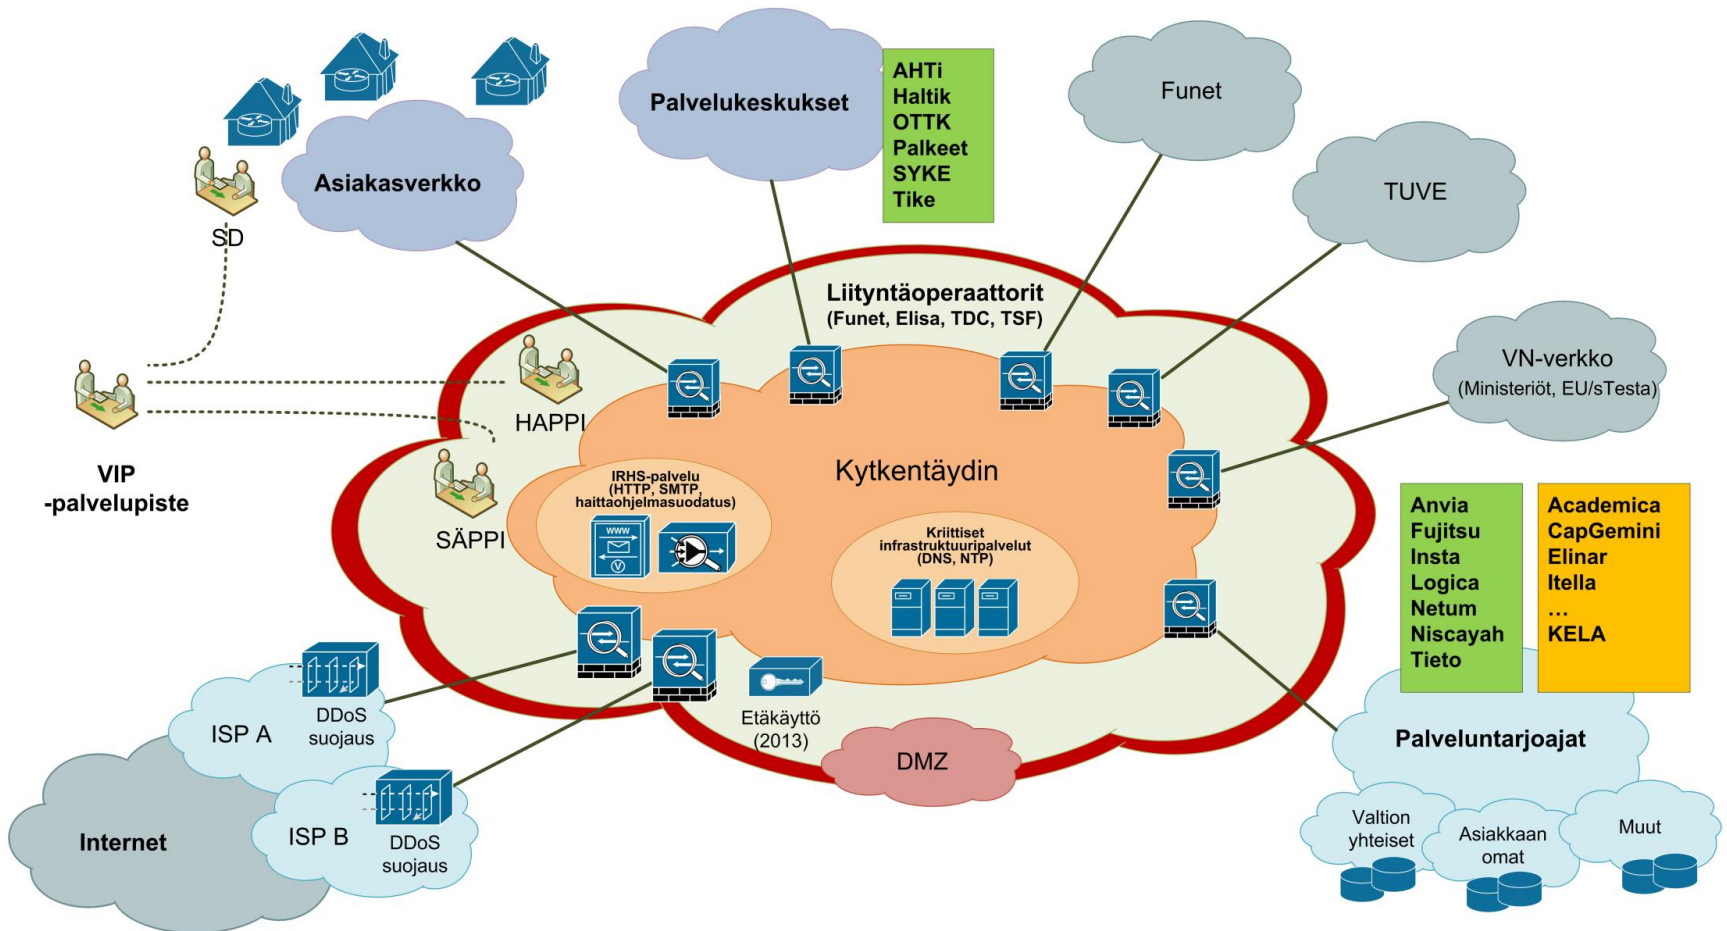 Palvelukeskukset
AHTi
Haltik
OTTK
Palkeet
SYKE
Tike
Funet
TUVE
Asiakasverkko
SD
Liityntäoperaattorit
(Funet, Elisa, TDC, TSF)
VN-verkko
(Ministeriöt, EU/sTesta)
HAPPI
VIP
-palvelupiste
SÄPPI
Kytkentäydin
IRHS-palvelu
(HTTP, SMTP,
haittaohjelmasuodatus)
WWW
V
Kriittiset
infrastruktuuripalvelut
(DNS, NTP)
Anvia
Fujitsu
Insta
Logica
Netum
Niscayah
Tieto
Academica
CapGemini
Elinar
Itella
...
KELA
ISP A
DDoS
suojaus
Etäkäyttö
(2013)
DMZ
Palveluntarjoajat
Internet
ISP B
DDoS
suojaus
Valtion
yhteiset
Asiakkaan
omat
Muut